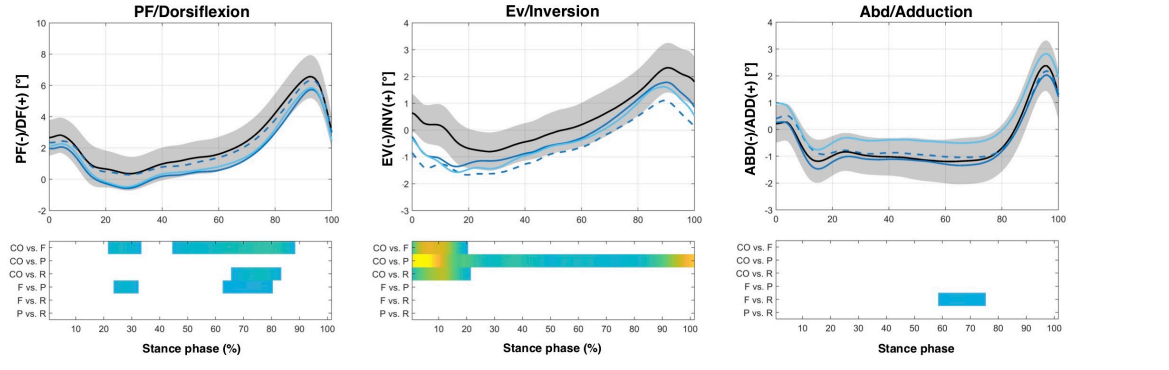 PF/Dorsiflexion
Ev/Inversion
Abd/Adduction
PF(-)/DF(+) [°]
10
8
6
4
2
0
-2
0 20 40 60 80 100
EV(-)/INV(+) [°]
4
3
2
1
0
-1
-2
-3
0 20 40 60 80 100
ABD(-)/ADD(+) [°]
4
3
2
1
0
-1
-2
-3
0 20 40 60 80 100
CO vs. F
CO vs. P
CO vs. R
F vs. P
F vs. R
P vs. R
10 20 30 40 50 60 70 80 90 100
Stance phase (%)
CO vs. F
CO vs. P
CO vs. R
F vs. P
F vs. R
P vs. R
10 20 30 40 50 60 70 80 90 100
Stance phase (%)
CO vs. F
CO vs. P
CO vs. R
F vs. P
F vs. R
P vs. R
10 20 30 40 50 60 70 80 90 100
Stance phase